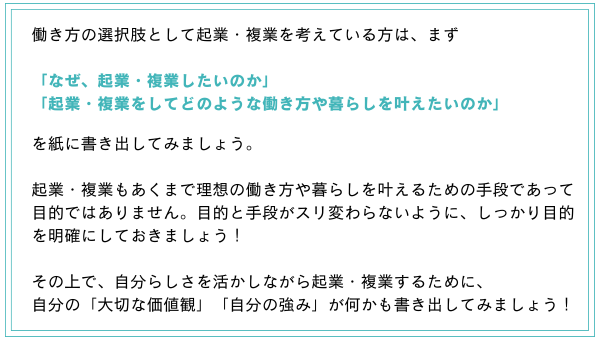 働き方の選択肢として起業・複業を考えている方は、まず
「なぜ、起業・複業したいのか」
「起業・複業をしてどのような働き方や暮らしを叶えたいのか」
を紙に書き出してみましょう。
起業・複業もあくまで理想の働き方や暮らしを叶えるための手段であって
目的ではありません。目的と手段がスリ変わらないように、しっかり目的
を明確にしておきましょう！
その上で、自分らしさを活かしながら起業・複業するために、
自分の「大切な価値観」「自分の強み」が何かも書き出してみましょう！